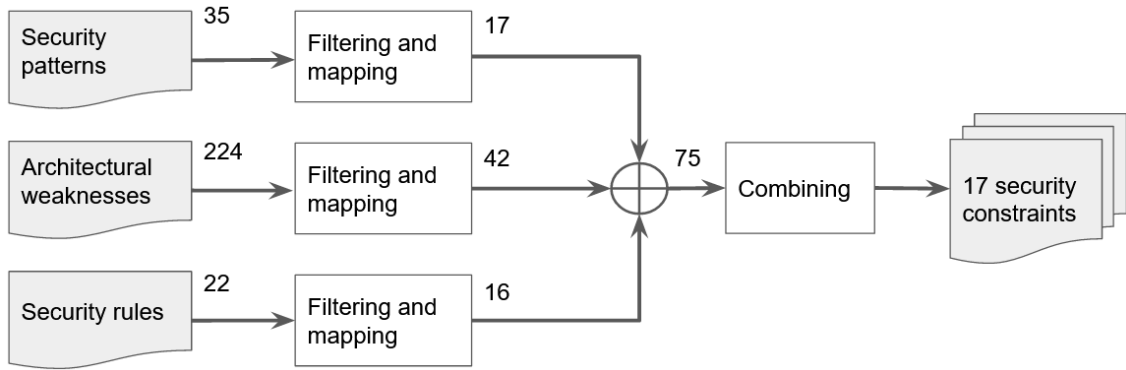 35
17
Security
patterns
Filtering and
mapping
224
42
75
Architectural
weaknesses
Filtering and
mapping
Combining
17 security
constraints
22
16
Security rules
Filtering and
mapping